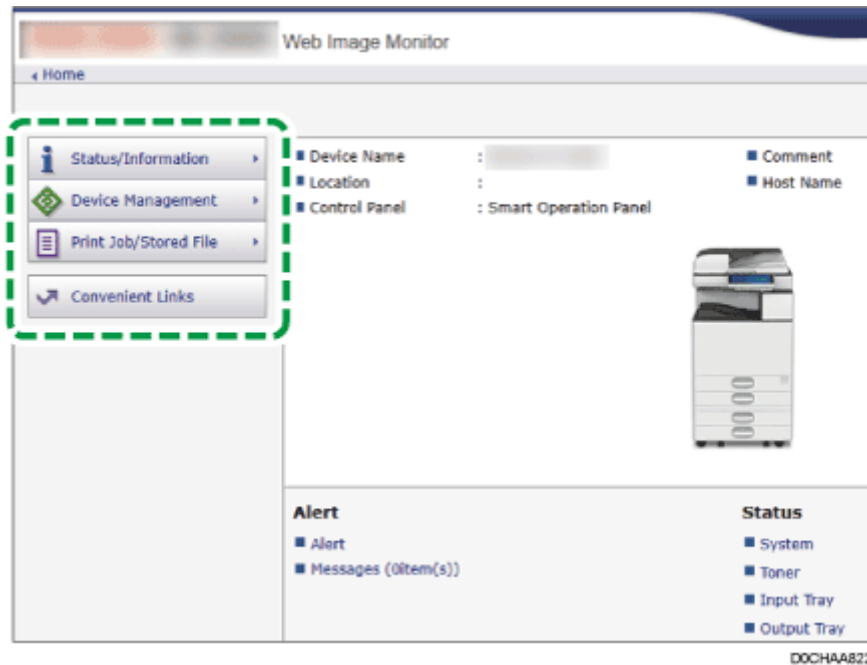 Web Image Monitor
Home
Status/Information
Device Management
Print Job/Stored File
Convenient Links
Device Name :
Location :
Control Panel : Smart Operation Panel
Comment
Host Name
Alert
Alert
Messages (0item(s))
Status
System
Toner
Input Tray
Output Tray